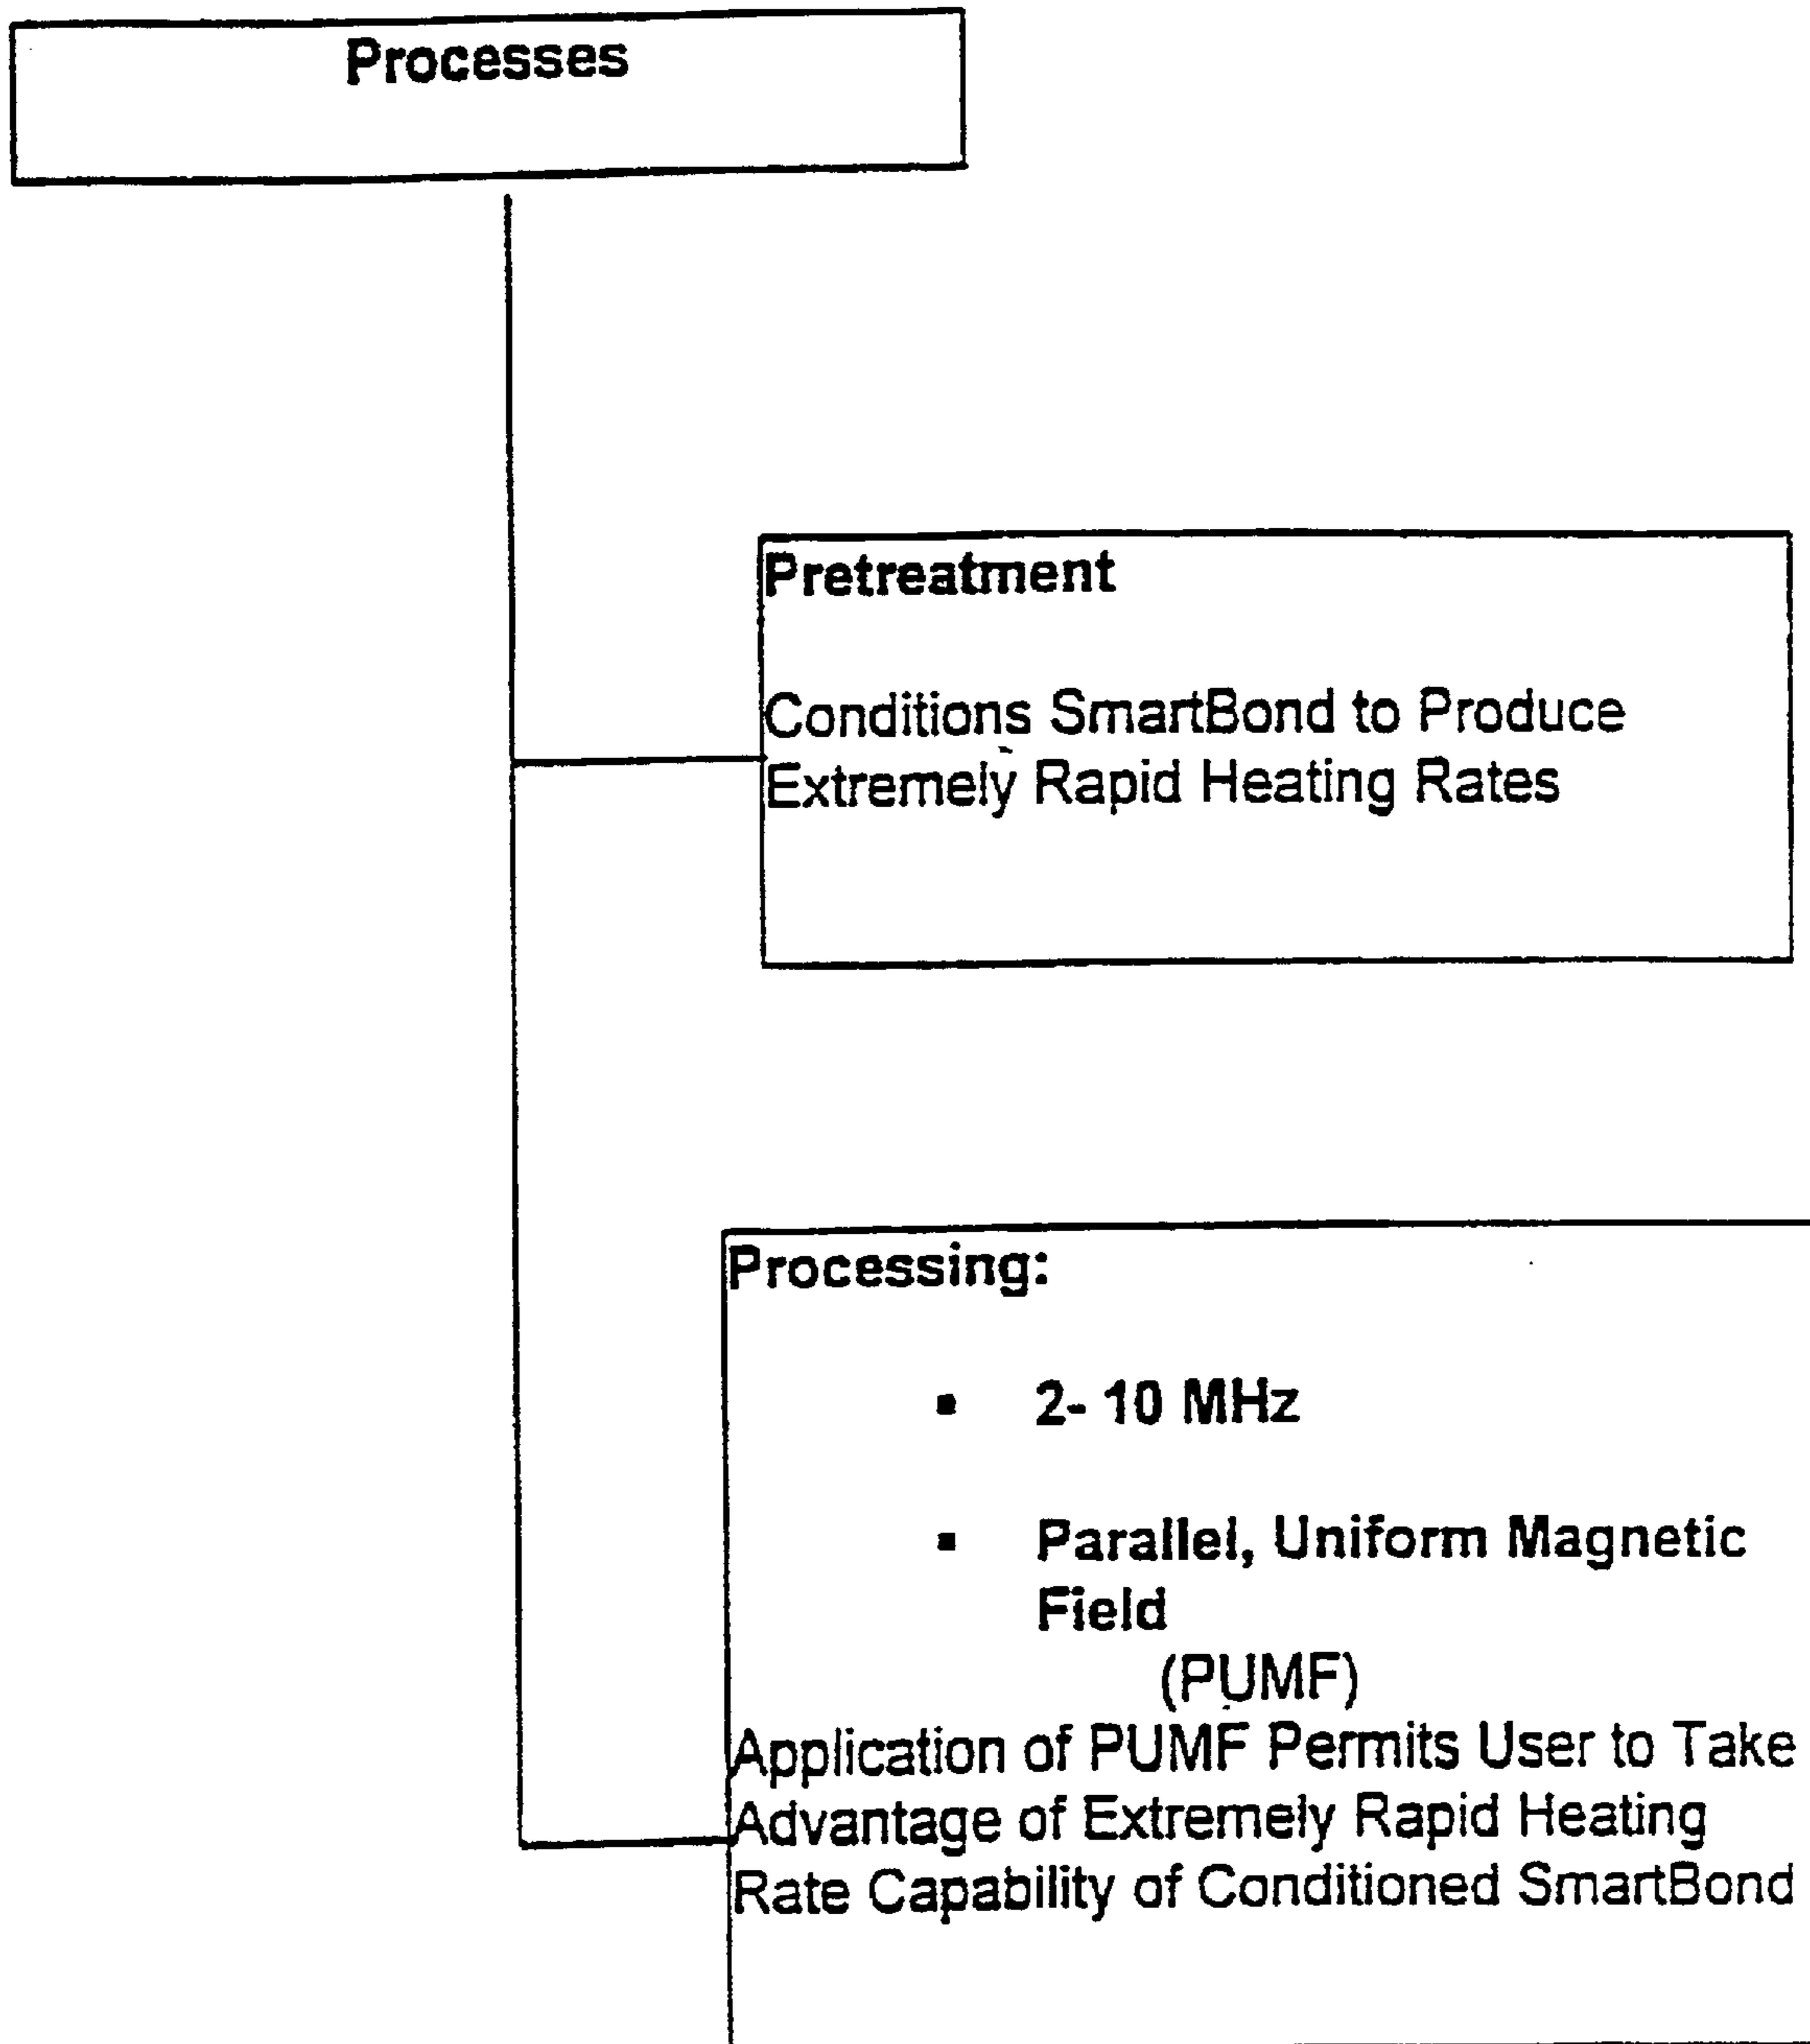 Processes
Pretreatment
Conditions SmartBond to Produce
Extremely Rapid Heating Rates
Processing:
▪ 2- 10 MHz
▪ Parallel, Uniform Magnetic
Field
(PUMF)
Application of PUMF Permits User to Take
Advantage of Extremely Rapid Heating
Rate Capability of Conditioned SmartBond